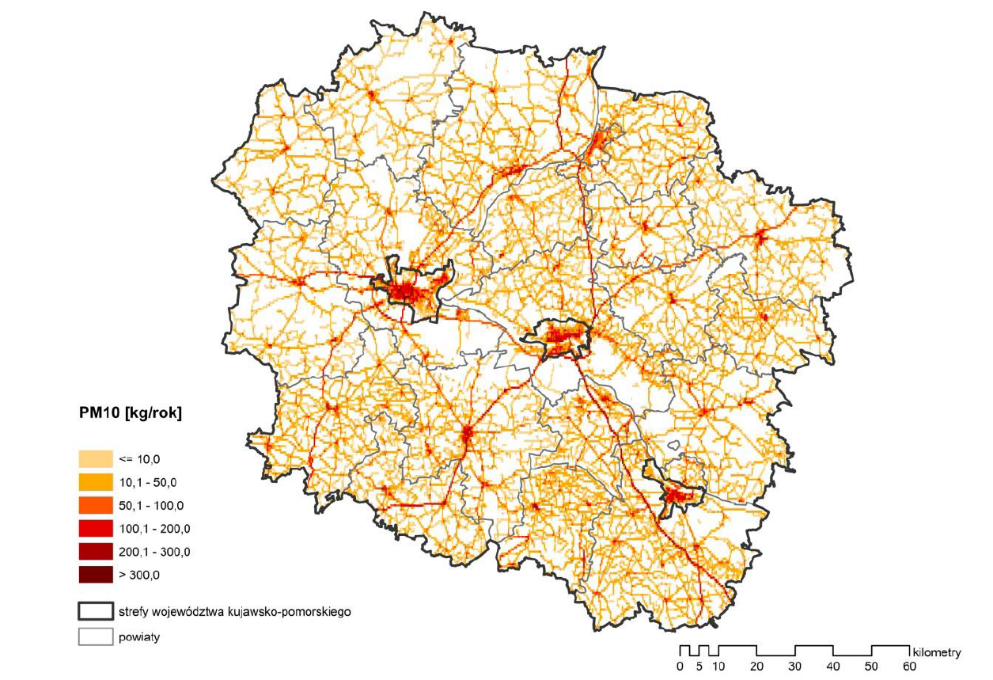 PM10 [kg/rok]
<= 10,0
10,1 - 50,0
50,1 - 100,0
100,1 - 200,0
200,1 - 300,0
> 300,0
strefy województwa kujawsko-pomorskiego
powiaty
kilometry
0 5 10 20 30 40 50 60